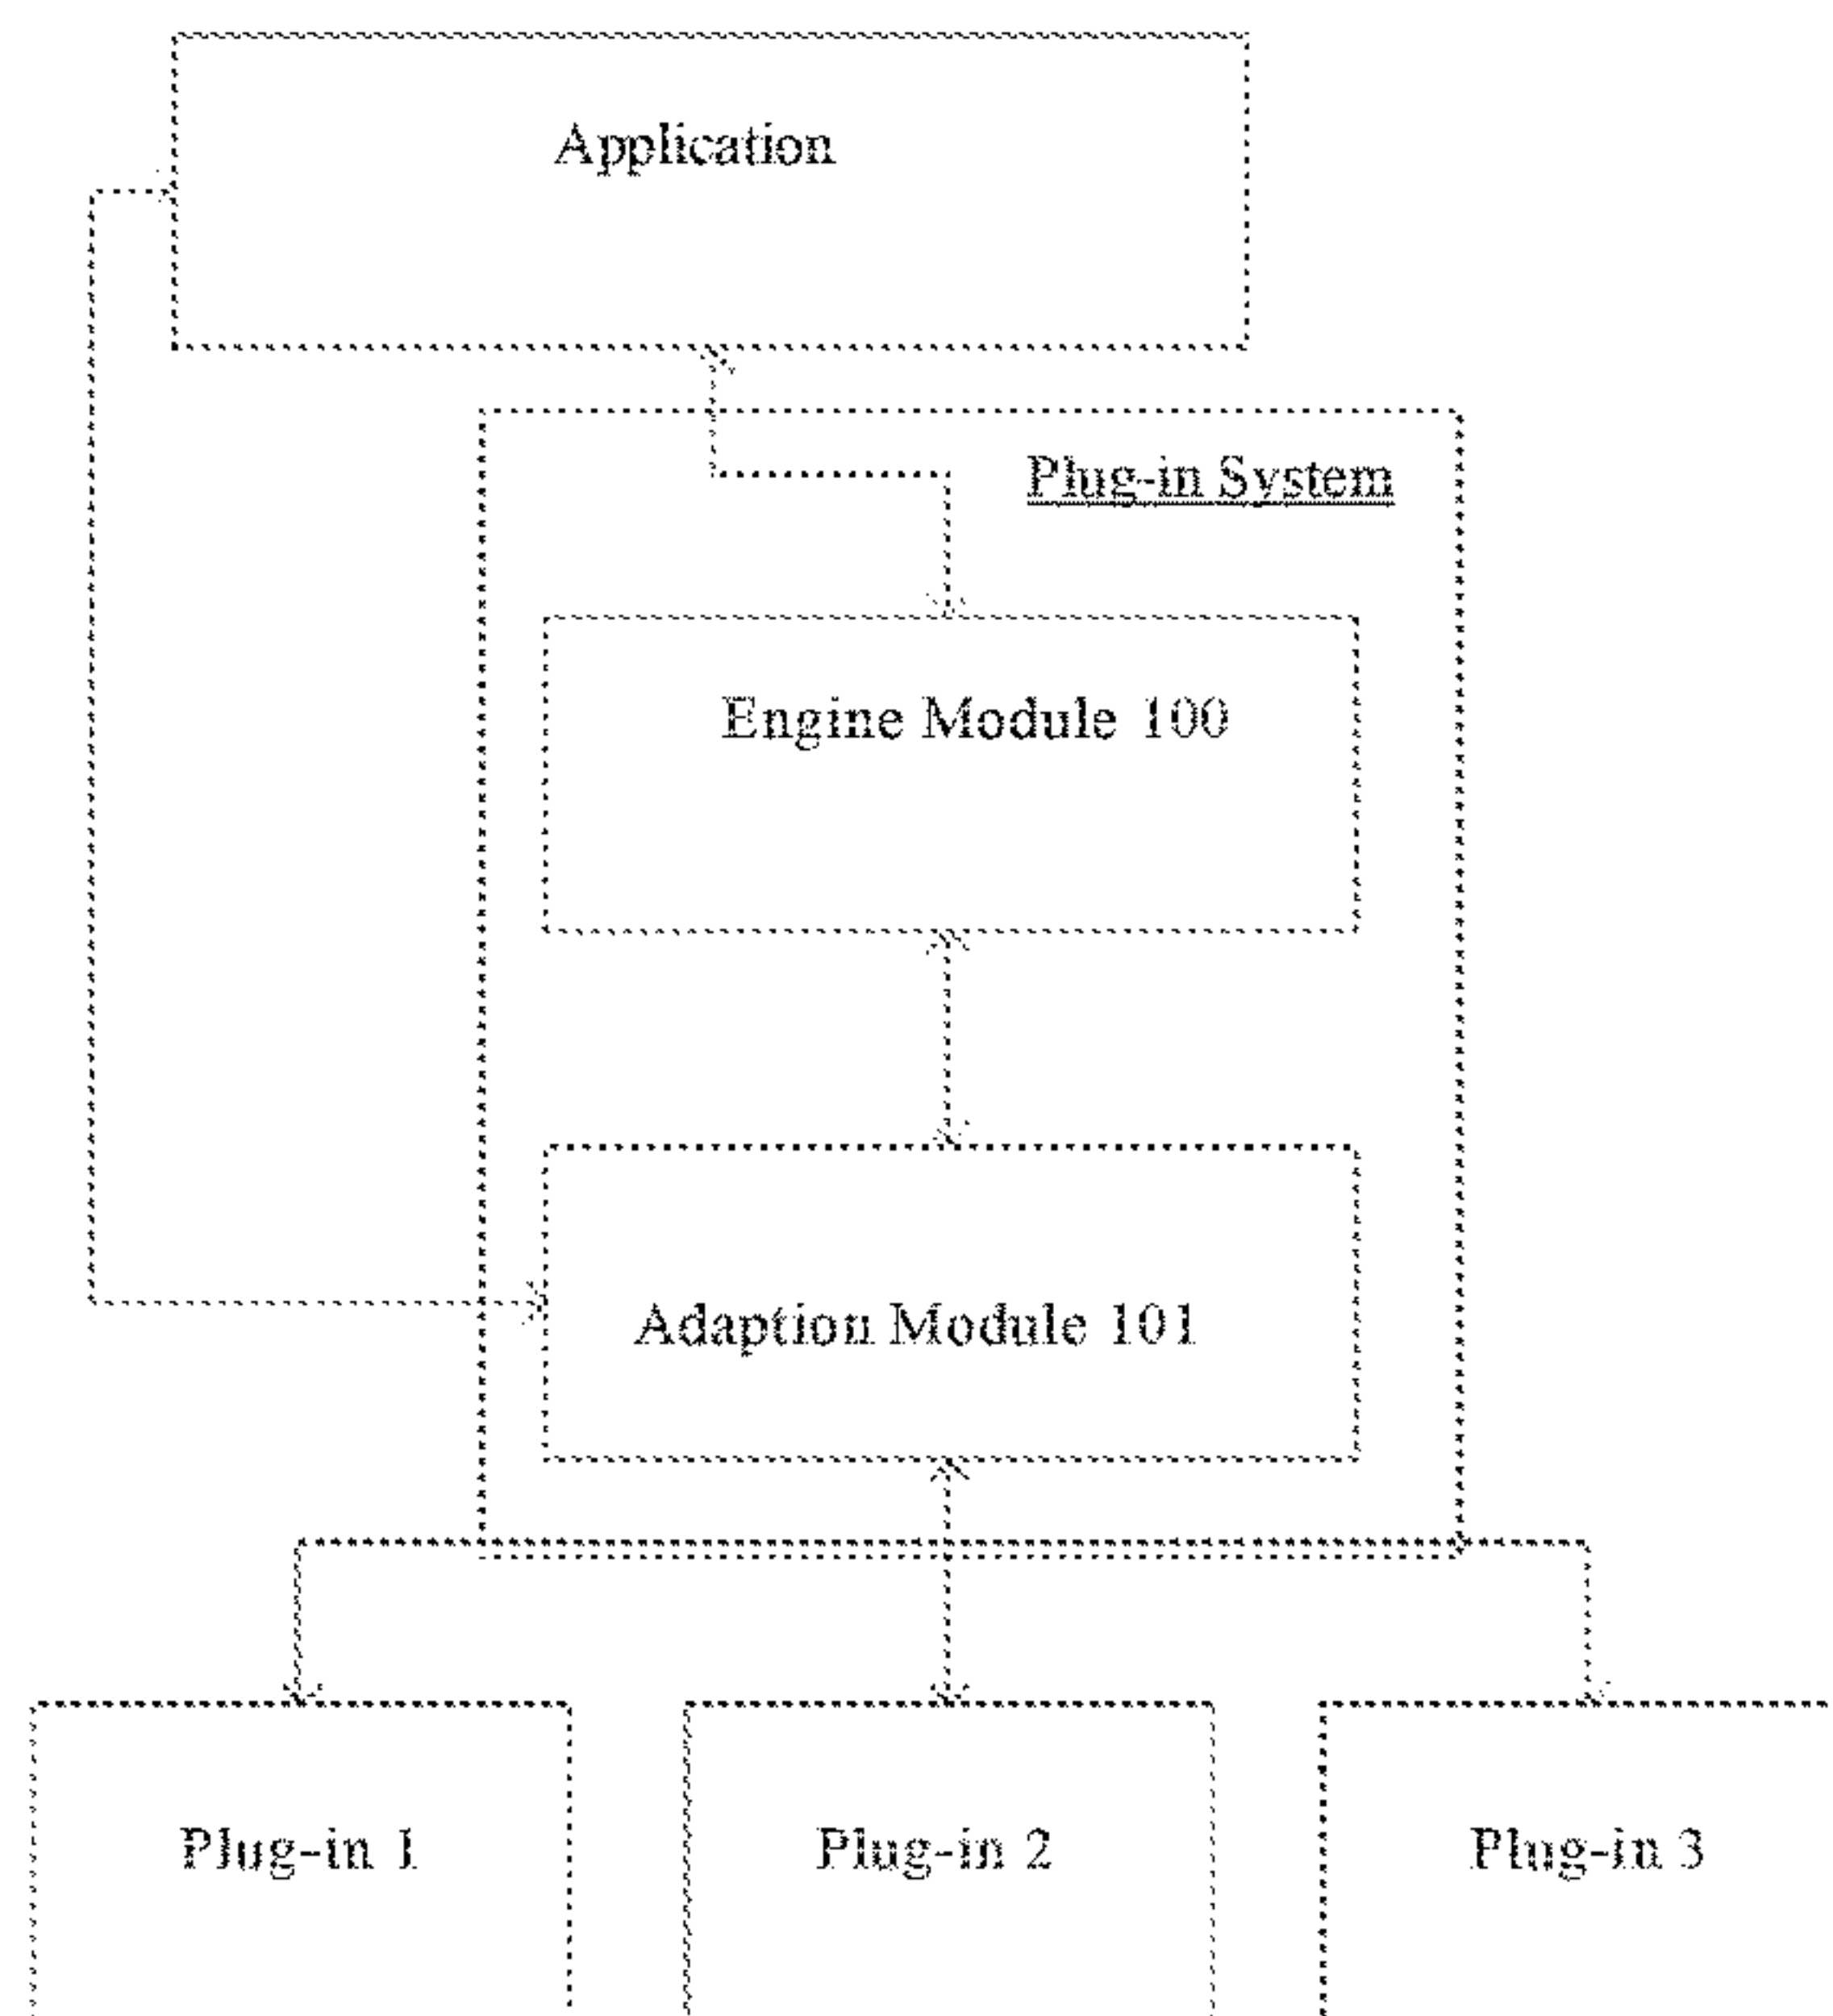 Application
Plug-in System
Engine Module 100
Adaption Module 101
Plug-in 1
Plug-in 2
Plug-in 3